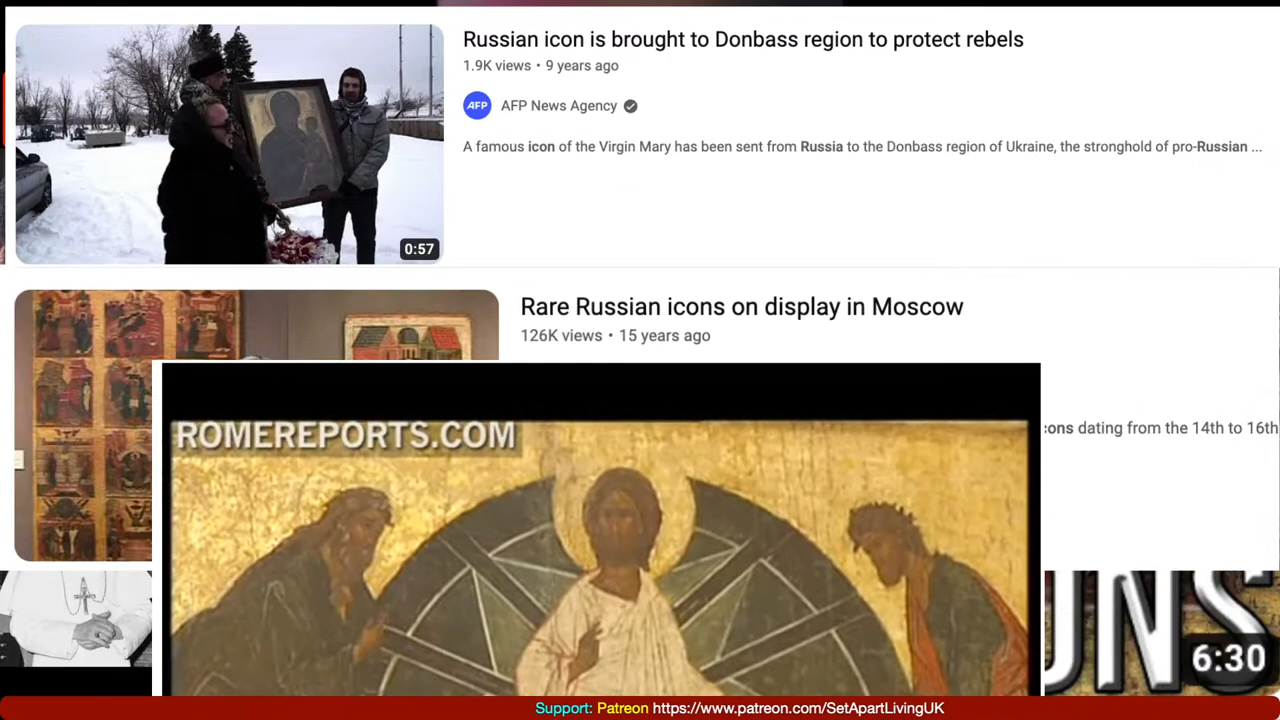 Russian icon is brought to Donbass region to protect rebels
1.9K views • 9 years ago
AFP AFP News Agency
A famous icon of the Virgin Mary has been sent from Russia to the Donbass region of Ukraine, the stronghold of pro-Russian ...
0:57
Rare Russian icons on display in Moscow
126K views • 15 years ago
cons dating from the 14th to 16th
ROMEREPORTS.COM
ONS
6:30
Support: Patreon https://www.patreon.com/SetApartLivingUK